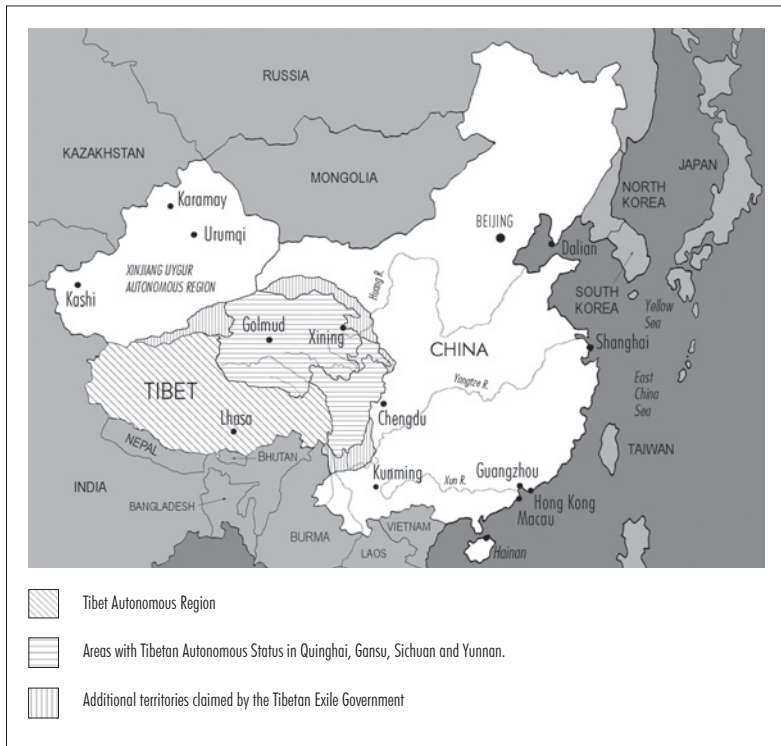 RUSSIA
KAZAKHSTAN
MONGOLIA
JAPAN
NORTH
KOREA
Karamay
Urumqi
BEIJING
Dalian
XINJIANG UYGUR
AUTONOMOUS REGION
Kashi
Huang R.
SOUTH
KOREA
Yellow
Sea
Golmud
Xining
CHINA
Shanghai
TIBET
Yangtze R.
East
China
Sea
Lhasa
Chengdu
NEPAL
BHUTAN
TAIWAN
Kunming
Xun R.
Guangzhou
Hong Kong
Macau
INDIA
BANGLADESH
BURMA
VIETNAM
LAOS
Hainan
Tibet Autonomous Region
Areas with Tibetan Autonomous Status in Quinghai, Gansu, Sichuan and Yunnan.
Additional territories claimed by the Tibetan Exile Government